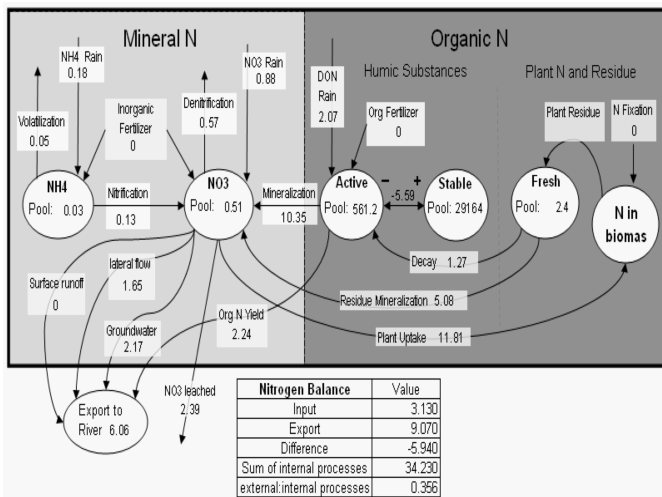 Mineral N
Organic N
NH4 Rain
0.18
NO3 Rain
0.88
DON
Rain
2.07
Humic Substances
Plant N and Residue
Volatilization
0.05
Inorganic
Fertilizer
0
Denitrification
0.57
Org Fertilizer
0
Plant Residue
N Fixation
0
NH4
Pool: 0.03
Nitrification
0.13
NO3
Pool: 0.51
Mineralization
10.35
Active
Pool: 561.2
− +
-5.59
Stable
Pool: 29164
Fresh
Pool: 2.4
N in
biomas
Surface runoff
0
lateral flow
1.65
Groundwater
2.17
Org N Yield
2.24
Decay 1.27
Residue Mineralization 5.08
Plant Uptake 11.81
NO3 leached
2.39
Export to
River 6.06
Nitrogen Balance Value
Input 3.130
Export 9.070
Difference -5.940
Sum of internal processes 34.230
external:internal processes 0.356